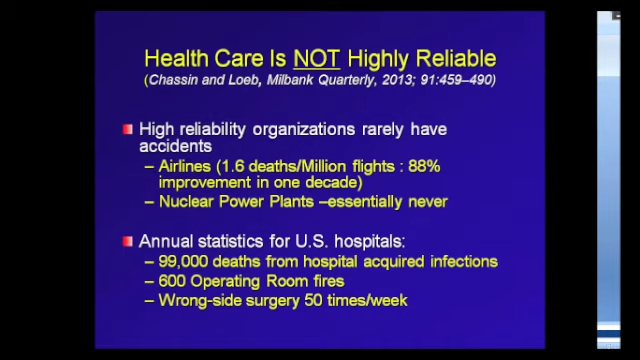 Health Care Is NOT Highly Reliable
(Chassin and Loeb, Milbank Quarterly, 2013; 91:459–490)
High reliability organizations rarely have
accidents
– Airlines (1.6 deaths/Million flights : 88%
improvement in one decade)
– Nuclear Power Plants –essentially never
Annual statistics for U.S. hospitals:
– 99,000 deaths from hospital acquired infections
– 600 Operating Room fires
– Wrong-side surgery 50 times/week